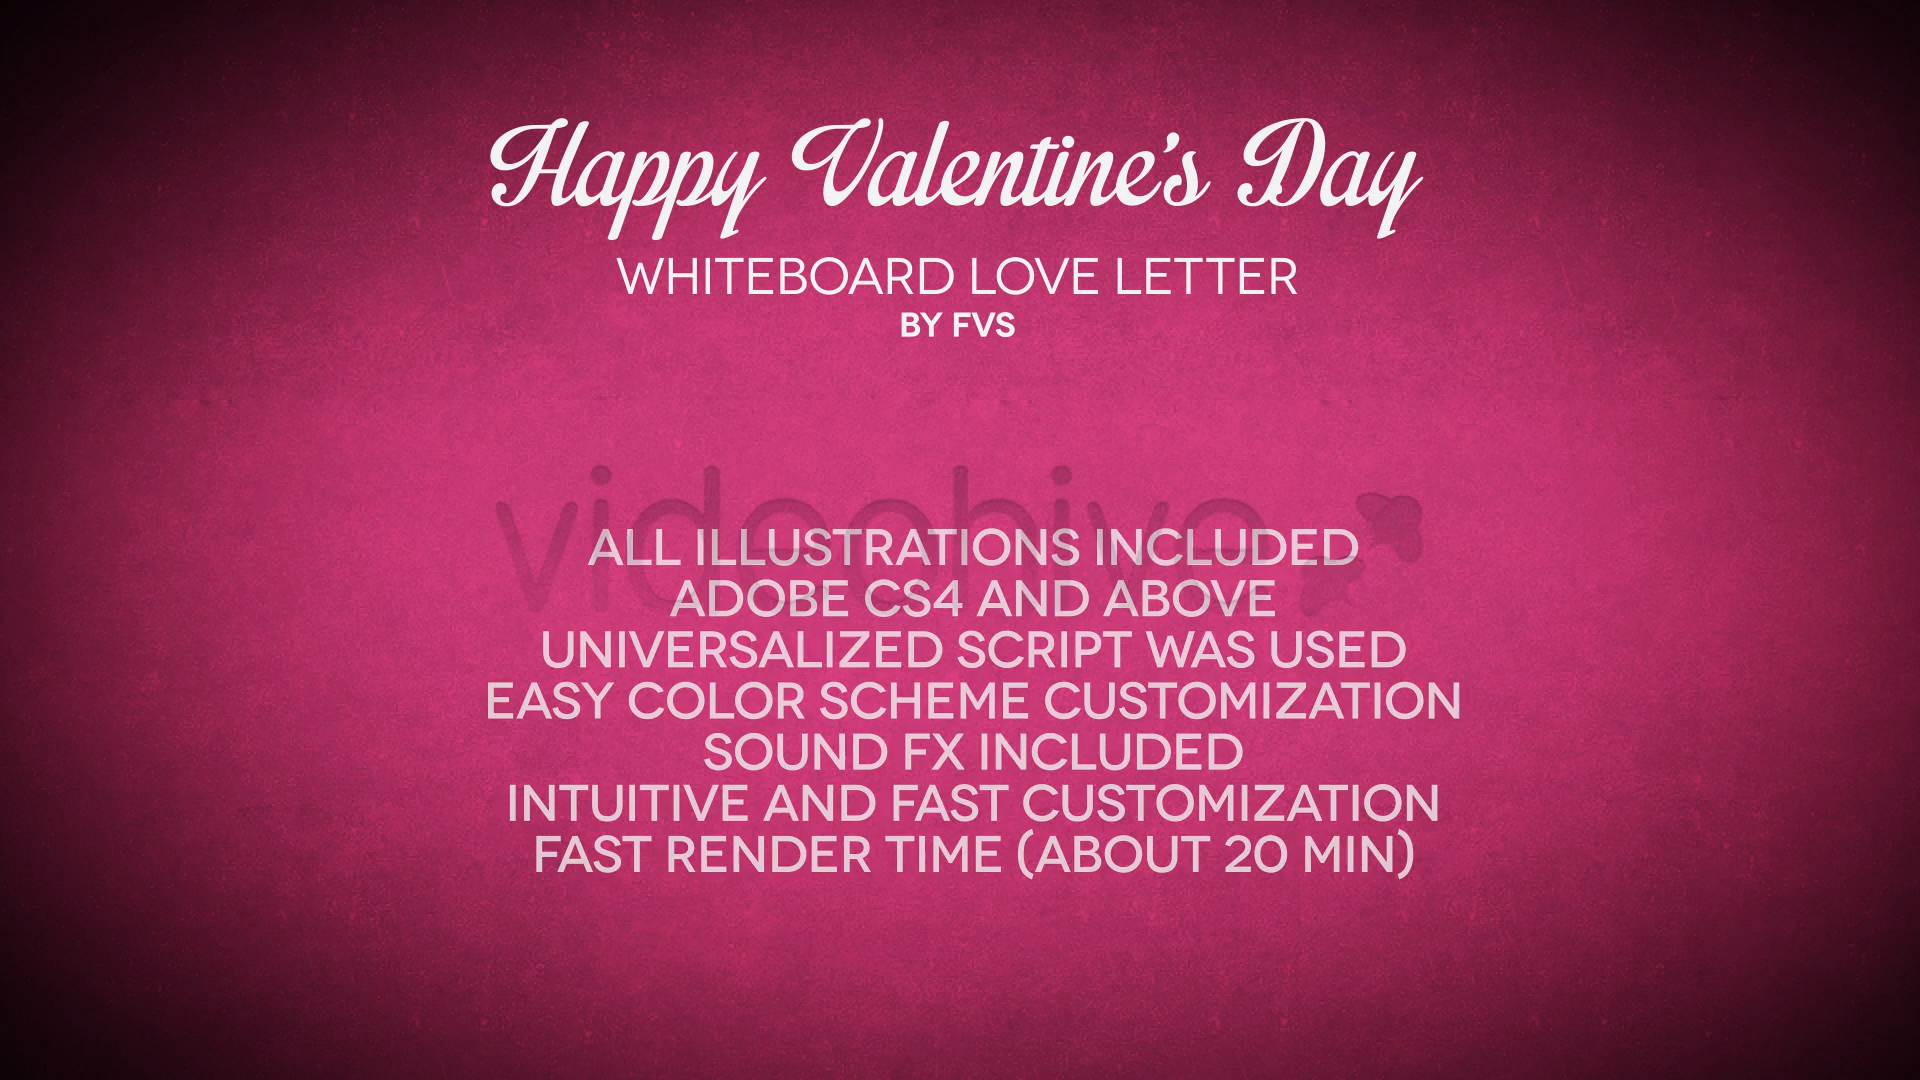 Happy Valentine's Day
WHITEBOARD LOVE LETTER
BY FVS
videohive
ALL ILLUSTRATIONS INCLUDED
ADOBE CS4 AND ABOVE
UNIVERSALIZED SCRIPT WAS USED
EASY COLOR SCHEME CUSTOMIZATION
SOUND FX INCLUDED
INTUITIVE AND FAST CUSTOMIZATION
FAST RENDER TIME (ABOUT 20 MIN)